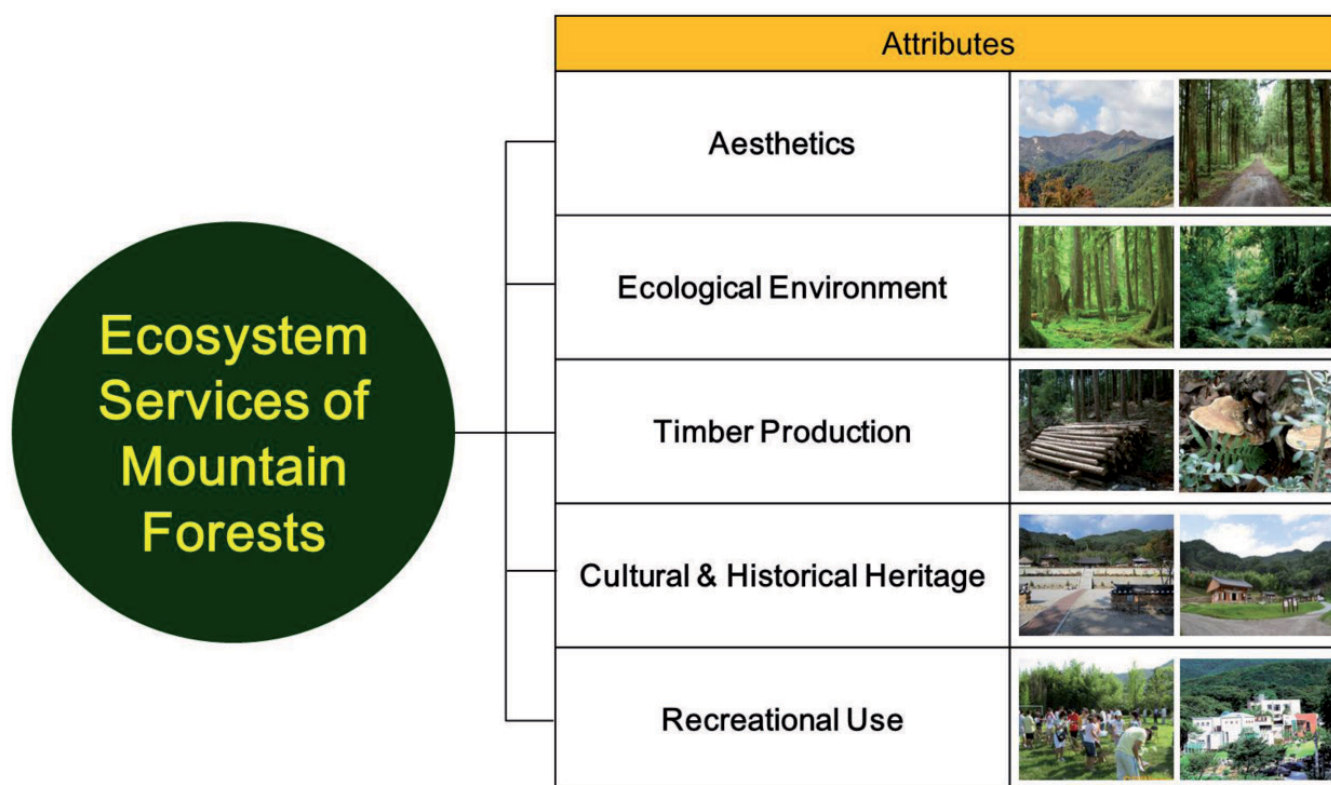 Attributes
Ecosystem
Services of
Mountain
Forests
Aesthetics
Ecological Environment
Timber Production
Cultural & Historical Heritage
Recreational Use